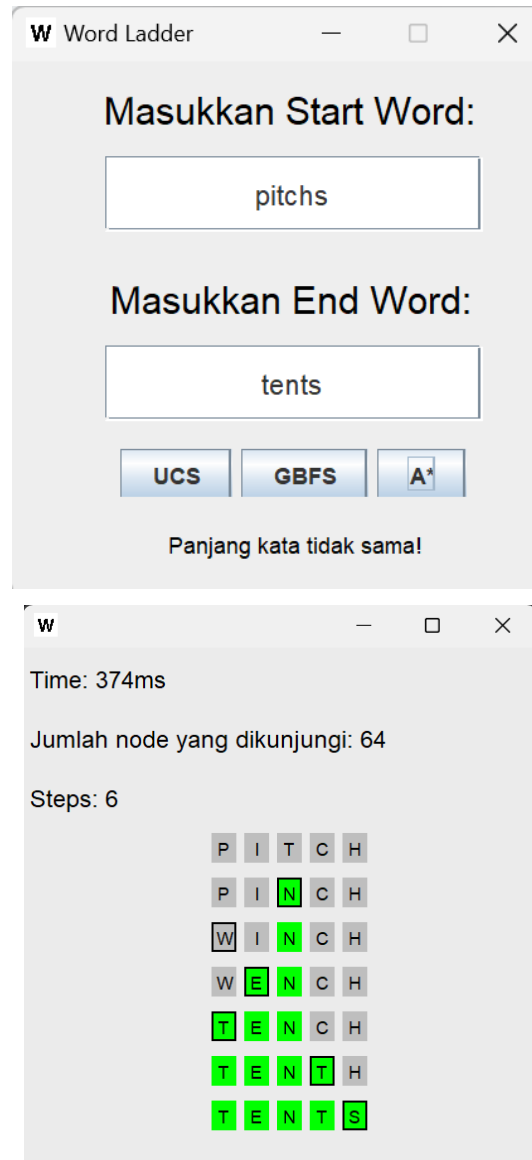 W Word Ladder
Masukkan Start Word:
pitchs
Masukkan End Word:
tents
UCS GBFS A*
Panjang kata tidak sama!
W
Time: 374ms
Jumlah node yang dikunjungi: 64
Steps: 6
P I T C H
P I N C H
W I N C H
W E N C H
T E N C H
T E N T H
T E N T S